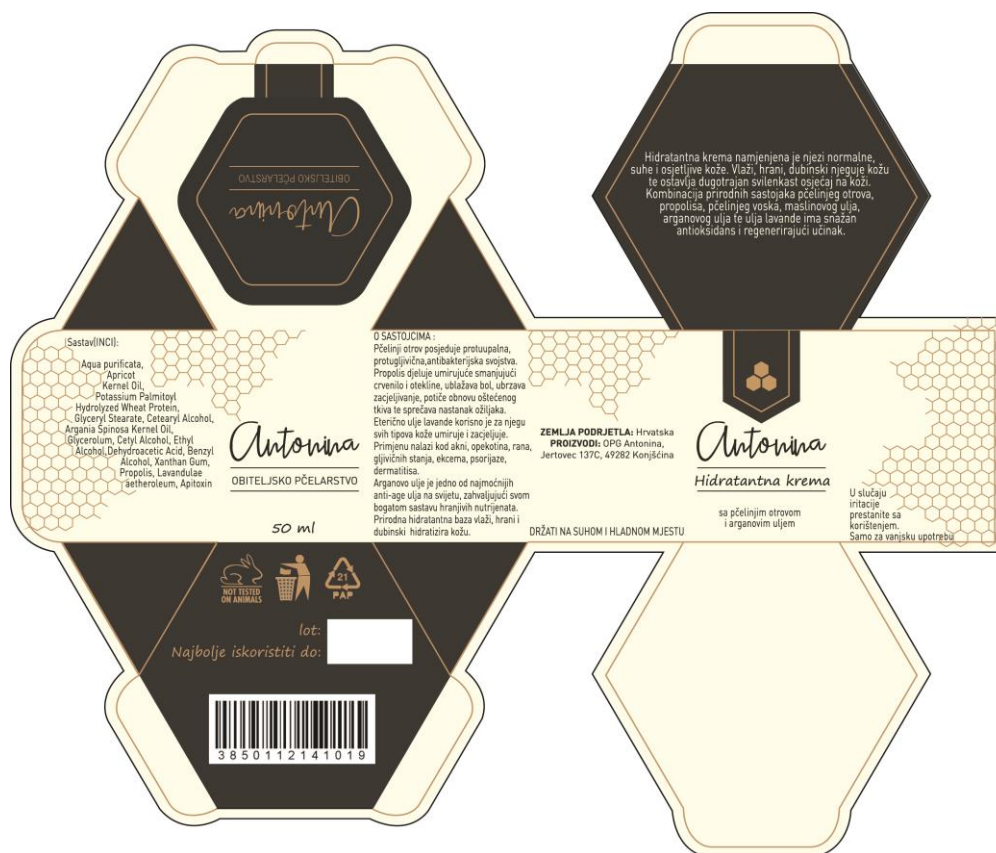 Antonina
OBITELJSKO PČELARSTVO
Hidratantna krema namjenjena je njezi normalne,
suhe i osjetljive kože. Vlaži, hrani, dubinski njeguje kožu
te ostavlja dugotrajan svilenkast osjećaj na koži.
Kombinacija prirodnih sastojaka pčelinjeg otrova,
propolisa, pčelinjeg voska, maslinovog ulja,
arganovog ulja te ulja lavande ima snažan
antioksidans i regenerirajući učinak.
Sastav(INCI):
Aqua purificata,
Apricot
Kernel Oil,
Potassium Palmitoyl
Hydrolyzed Wheat Protein,
Glyceryl Stearate, Cetearyl Alcohol,
Argania Spinosa Kernel Oil,
Glycerolum, Cetyl Alcohol, Ethyl
Alcohol,Dehydroacetic Acid, Benzyl
Alcohol, Xanthan Gum,
Propolis, Lavandulae
aetheroleum, Apitoxin
Antonina
OBITELJSKO PČELARSTVO
50 ml
O SASTOJCIMA :
Pčelinji otrov posjeduje protuupalna,
protugljivična,antibakterijska svojstva.
Propolis djeluje umirujuće smanjujući
crvenilo i otekline, ublažava bol, ubrzava
zacjeljivanje, potiče obnovu oštećenog
tkiva te sprečava nastanak ožiljaka.
Eterično ulje lavande korisno je za njegu
svih tipova kože umiruje i zacjeljuje.
Primjenu nalazi kod akni, opekotina, rana,
gljivičnih stanja, ekcema, psorijaze,
dermatitisa.
Arganovo ulje je jedno od najmoćnijih
anti-age ulja na svijetu, zahvaljujući svom
bogatom sastavu hranjivih nutrijenata.
Prirodna hidratantna baza vlaži, hrani i
dubinski hidratizira kožu.
ZEMLJA PODRJETLA: Hrvatska
PROIZVODI: OPG Antonina,
Jertovec 137C, 49282 Konjšćina
DRŽATI NA SUHOM I HLADNOM MJESTU
Antonina
Hidratantna krema
sa pčelinjim otrovom
i arganovim uljem
U slučaju
iritacije
prestanite sa
korištenjem.
Samo za vanjsku upotrebu
NOT TESTED
ON ANIMALS
21
PAP
lot:
Najbolje iskoristiti do:
3850112141019